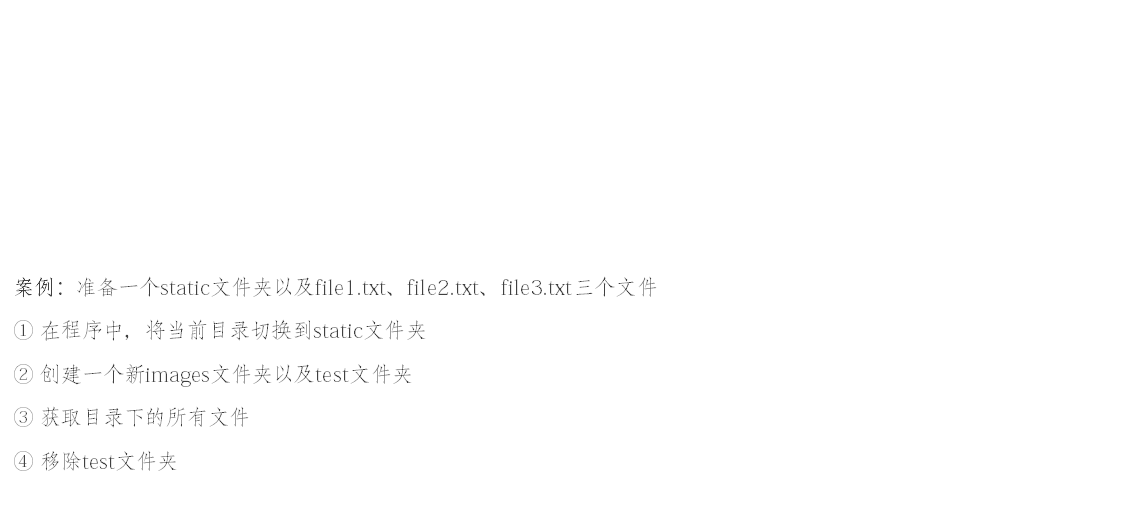 案例：准备一个static文件夹以及file1.txt、file2.txt、file3.txt三个文件
① 在程序中，将当前目录切换到static文件夹
② 创建一个新images文件夹以及test文件夹
③ 获取目录下的所有文件
④ 移除test文件夹